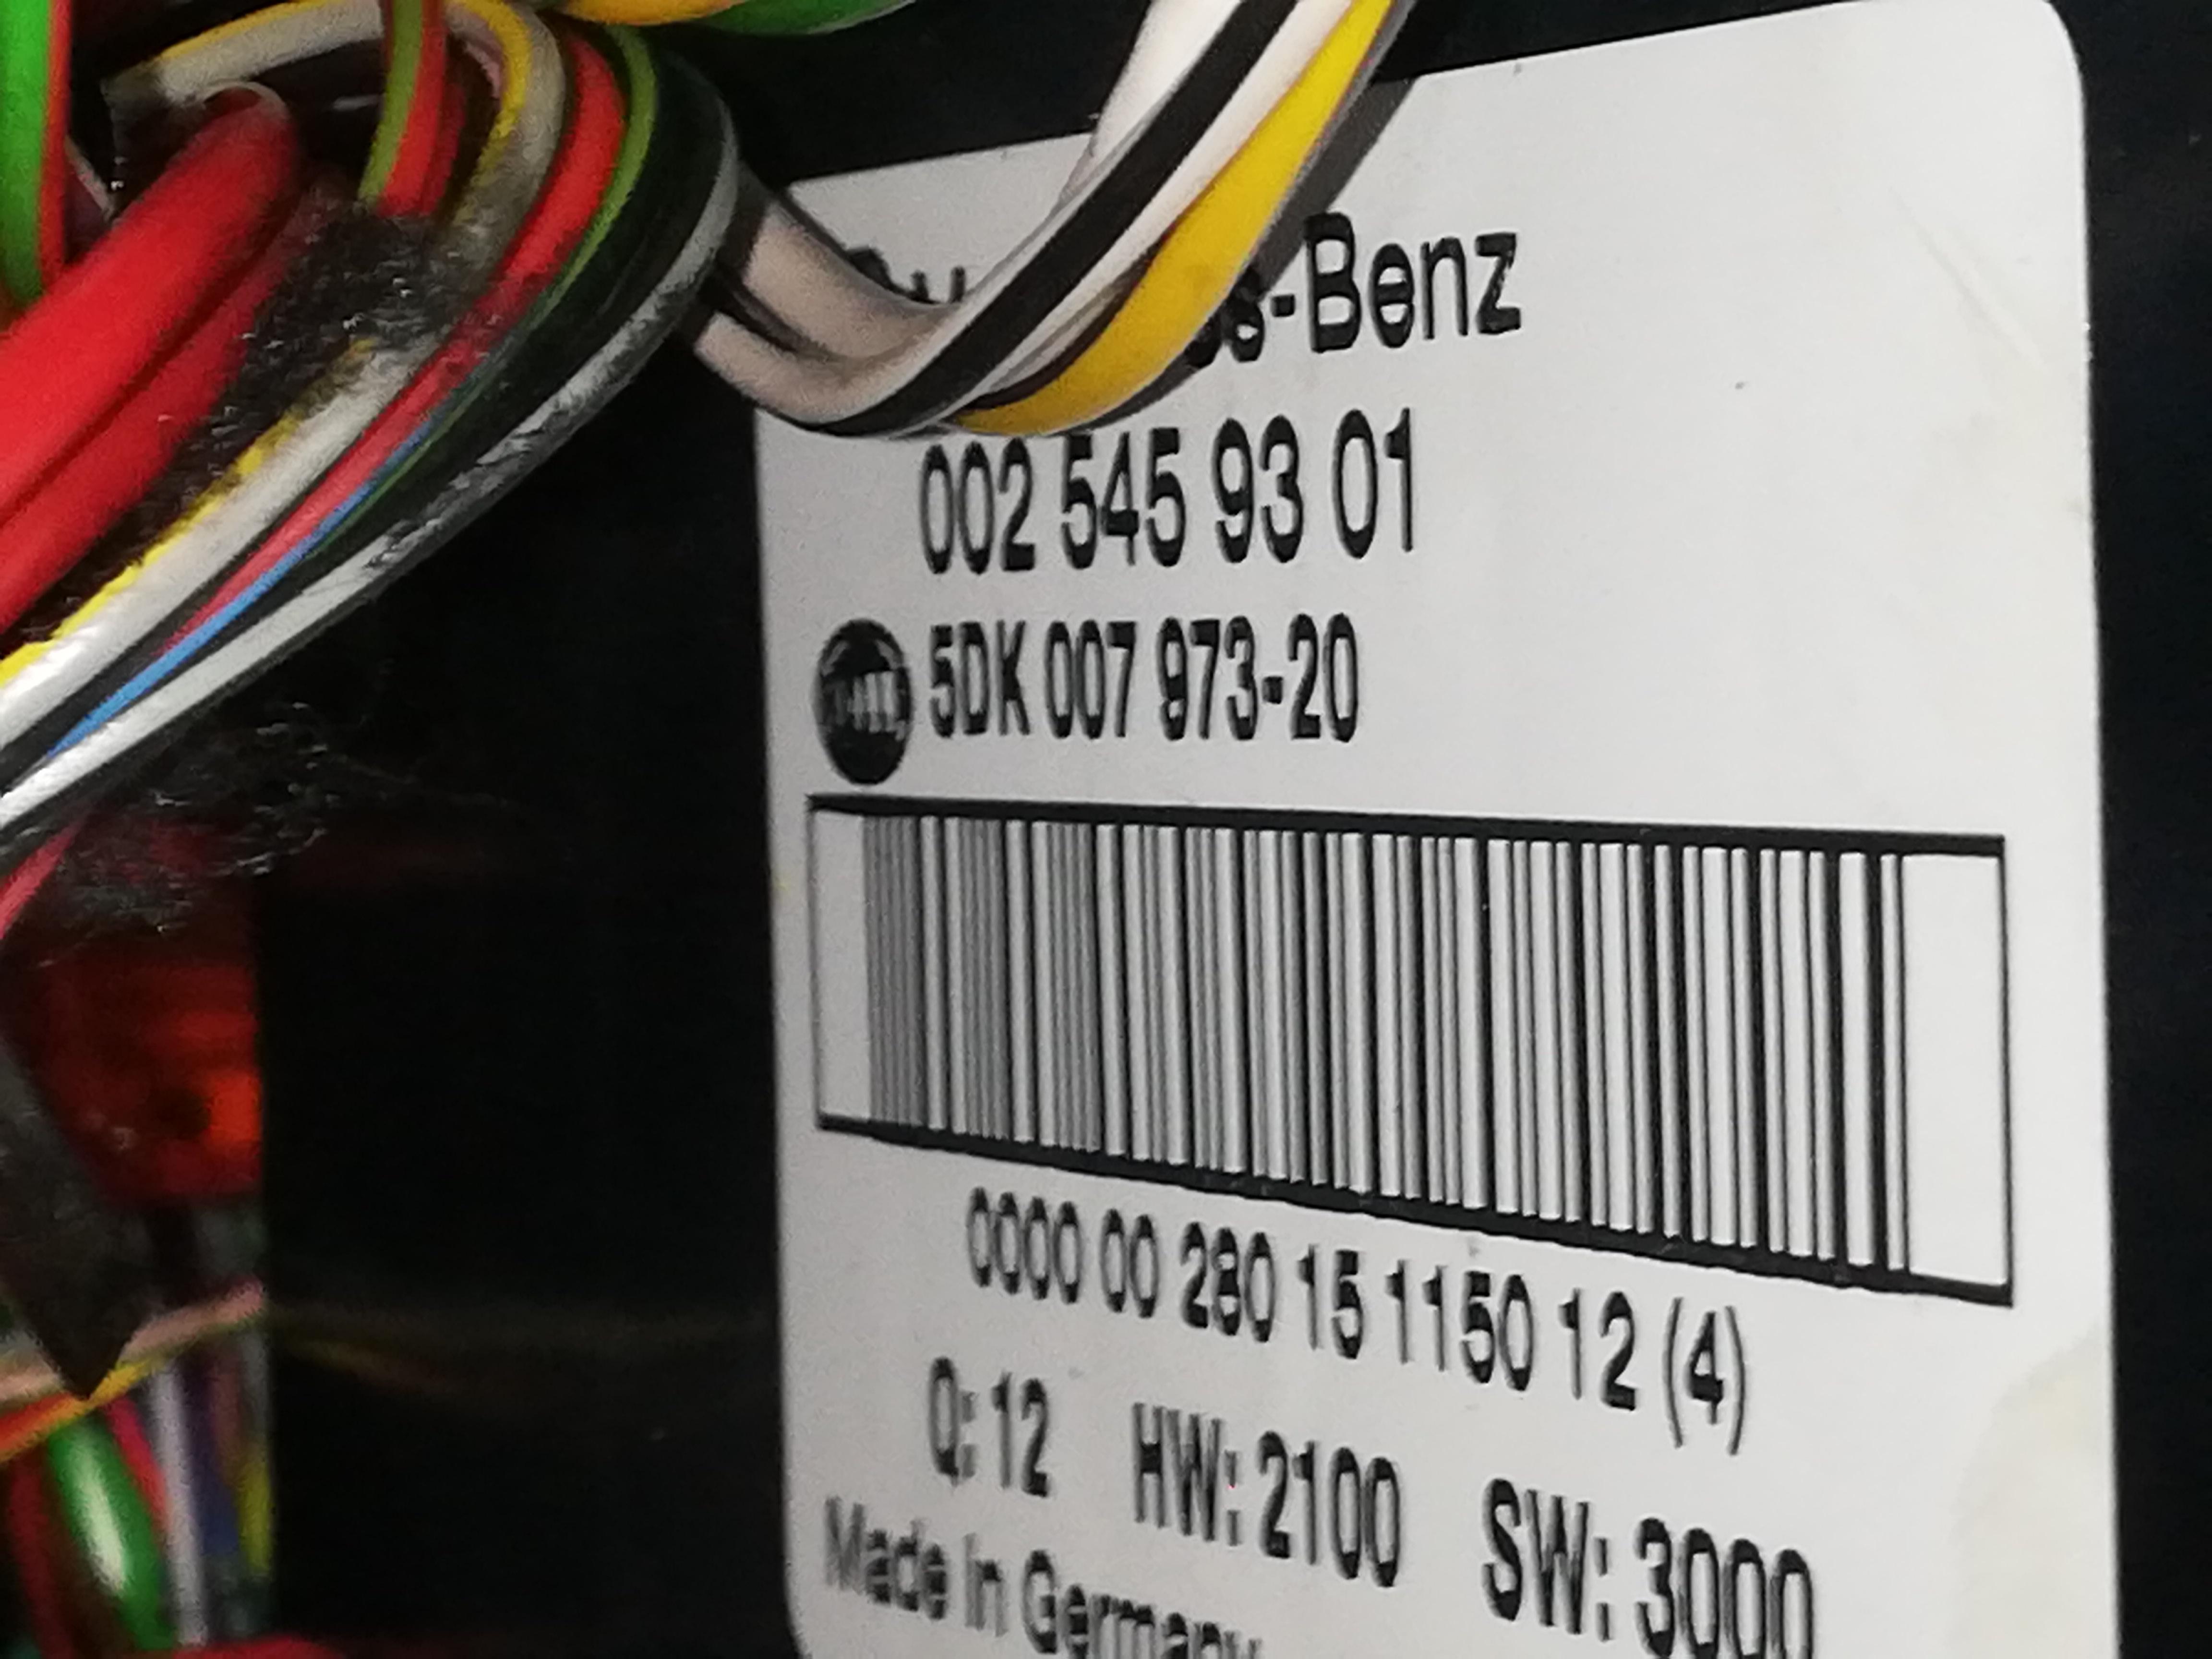 s-Benz
002 545 93 01
5DK 007 973-20
0000 00 280 15 1150 12 (4)
Q: 12 HW: 2100 SW: 3000
Made in Germany